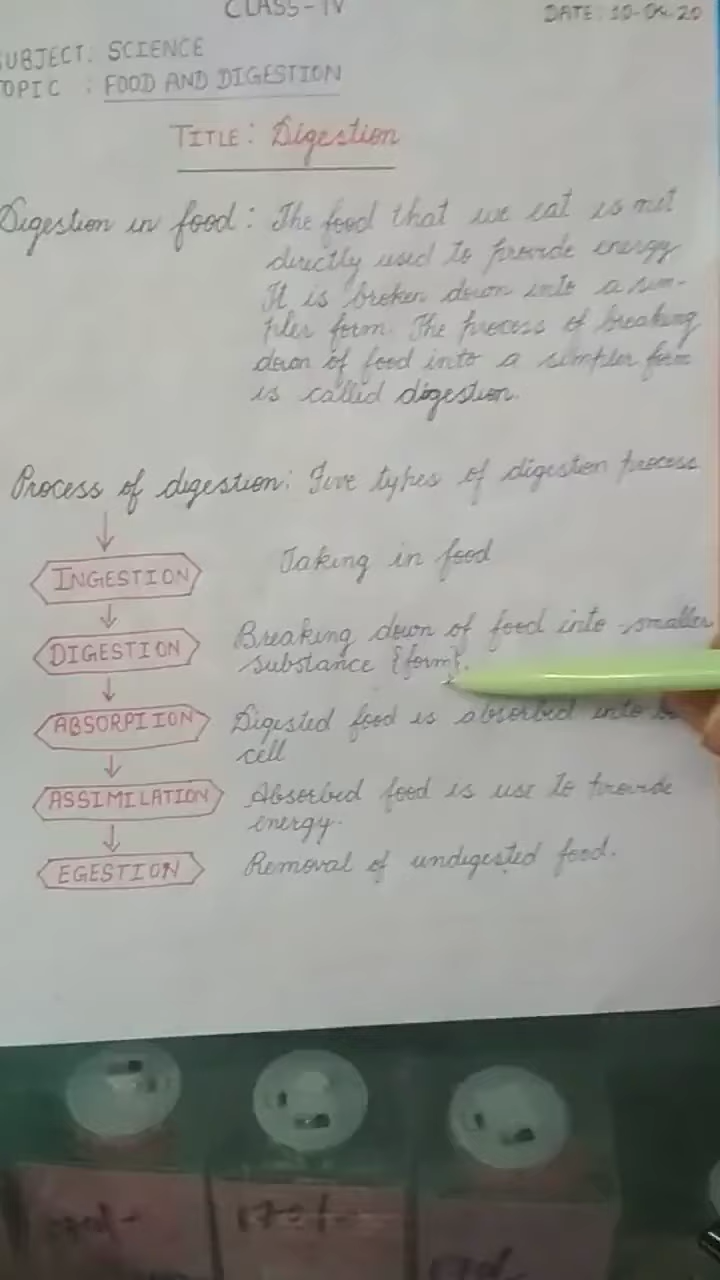 CLASS-IV
DATE: 10-04-20
SUBJECT: SCIENCE
TOPIC : FOOD AND DIGESTION
TITLE: Digestion
Digestion in food: The food that we eat is not
directly used to provide energy
It is broken down into a sim-
pler form. The process of breaking
down of food into a simpler form
is called digestion.
Process of digestion: Five types of digestion process
INGESTION Taking in food
DIGESTION Breaking down of food into smaller
substance {form}.
ABSORPTION Digested food is absorbed into
cell
ASSIMILATION Absorbed food is use to provide
energy.
EGESTION Removal of undigested food.